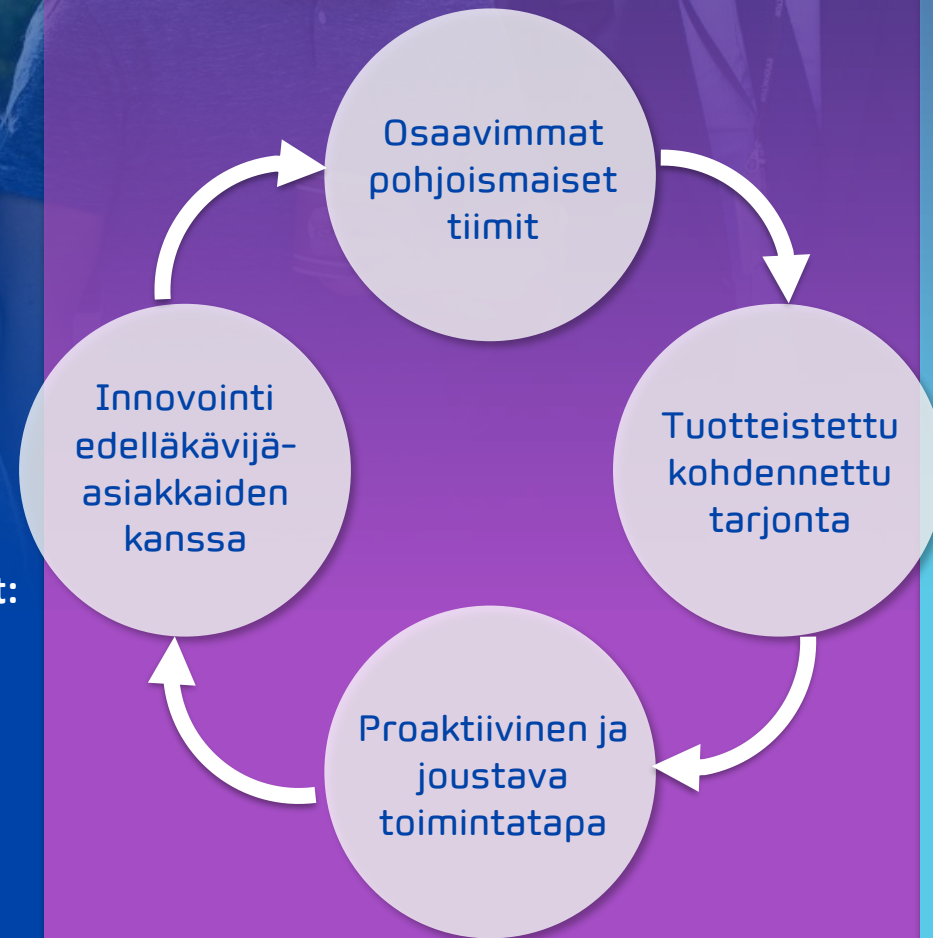 Osaavimmat
pohjoismaiset
tiimit
Tuotteistettu
kohdennettu
tarjonta
Proaktiivinen ja
joustava
toimintatapa
Innovointi
edelläkävijä-
asiakkaiden
kanssa
t: